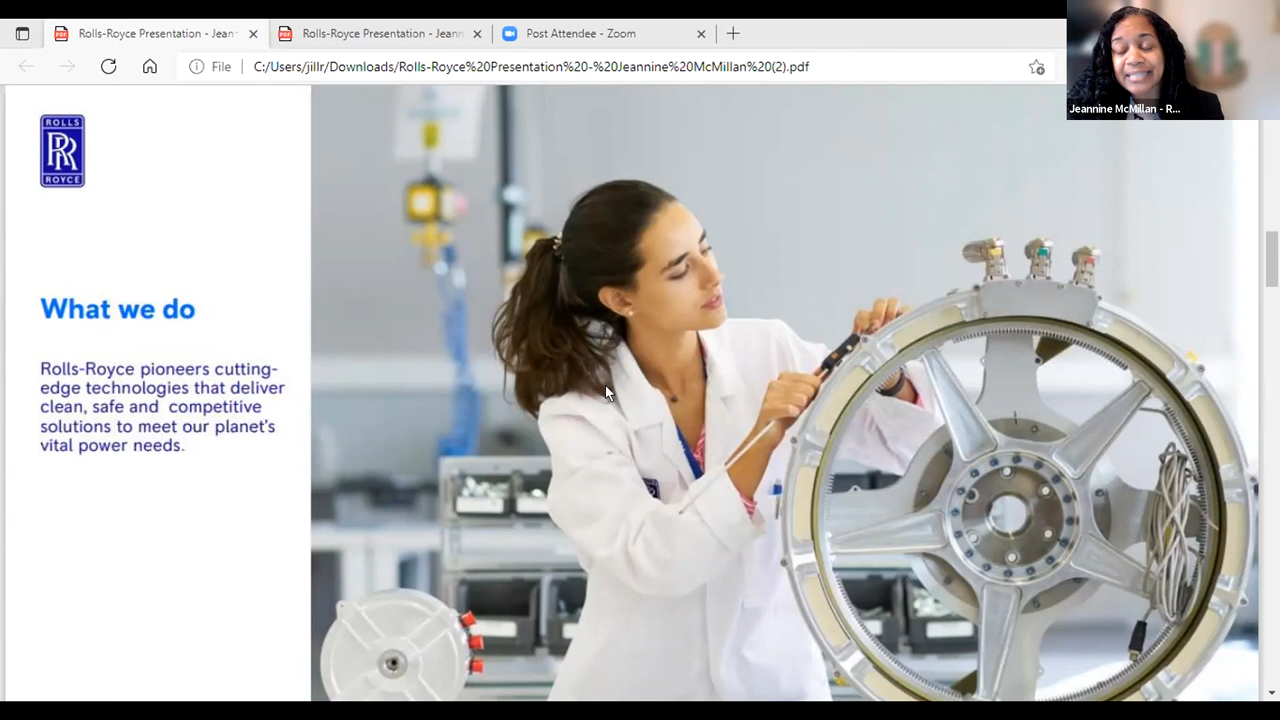 Rolls-Royce Presentation - Jean
Rolls-Royce Presentation - Jeann
Post Attendee - Zoom
File
C:/Users/jillr/Downloads/Rolls-Royce%20Presentation%20-%20Jeannine%20McMillan%20(2).pdf
Jeannine McMillan - R...
ROLLS
RR
ROYCE
What we do
Rolls-Royce pioneers cutting-
edge technologies that deliver
clean, safe and competitive
solutions to meet our planet's
vital power needs.